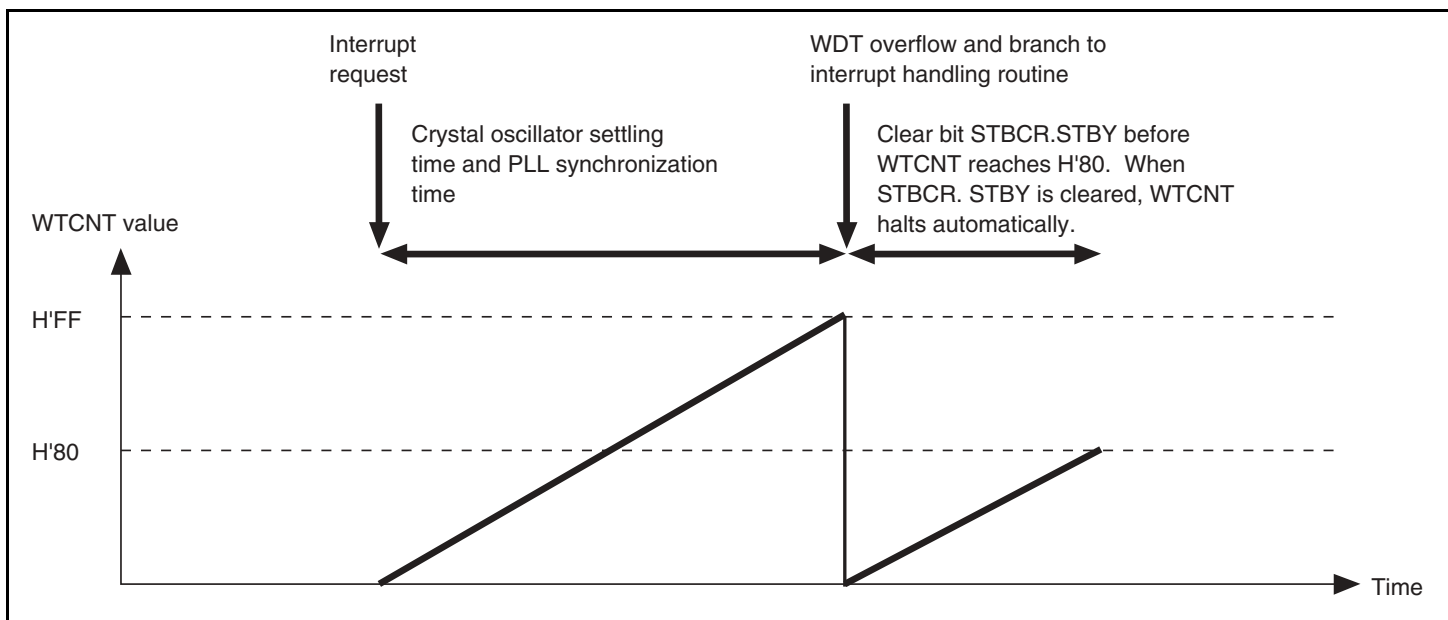 Interrupt
request
WDT overflow and branch to
interrupt handling routine
Crystal oscillator settling
time and PLL synchronization
time
Clear bit STBCR.STBY before
WTCNT reaches H'80.  When
STBCR. STBY is cleared, WTCNT
halts automatically.
WTCNT value
H'FF
H'80
Time